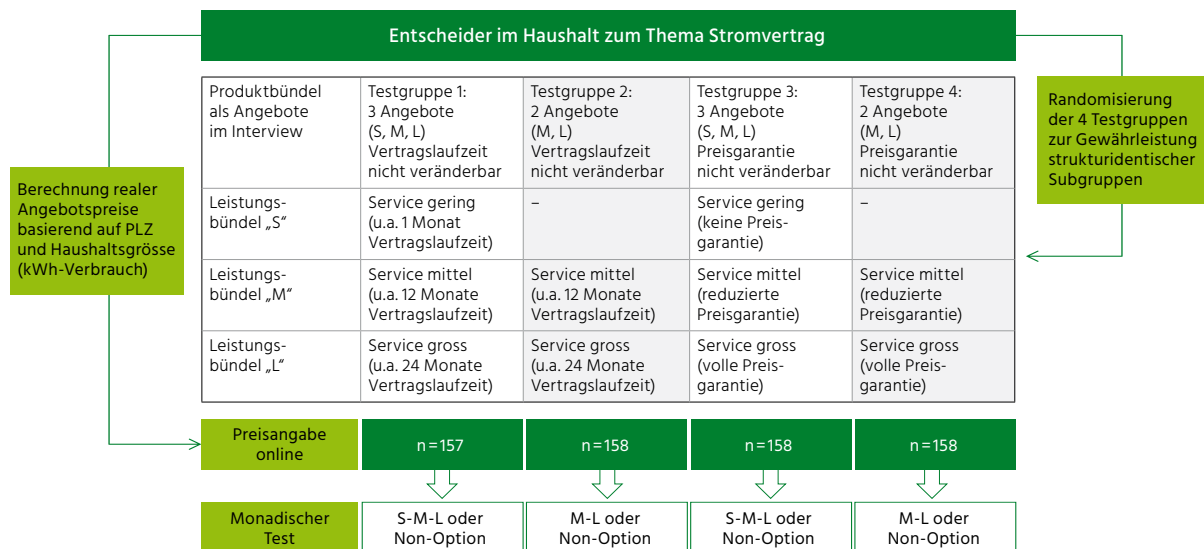 Entscheider im Haushalt zum Thema Stromvertrag
Berechnung realer
Angebotspreise
basierend auf PLZ
und Haushaltsgrösse
(kWh-Verbrauch)
Produktbündel
als Angebote
im Interview
Testgruppe 1:
3 Angebote
(S, M, L)
Vertragslaufzeit
nicht veränderbar
Testgruppe 2:
2 Angebote
(M, L)
Vertragslaufzeit
nicht veränderbar
Testgruppe 3:
3 Angebote
(S, M, L)
Preisgarantie
nicht veränderbar
Testgruppe 4:
2 Angebote
(M, L)
Preisgarantie
nicht veränderbar
Randomisierung
der 4 Testgruppen
zur Gewährleistung
strukturidentischer
Subgruppen
Leistungs-
bündel „S“
Service gering
(u.a. 1 Monat
Vertragslaufzeit)
–
Service gering
(keine Preis-
garantie)
–
Leistungs-
bündel „M“
Service mittel
(u.a. 12 Monate
Vertragslaufzeit)
Service mittel
(u.a. 12 Monate
Vertragslaufzeit)
Service mittel
(reduzierte
Preisgarantie)
Service mittel
(reduzierte
Preisgarantie)
Leistungs-
bündel „L“
Service gross
(u.a. 24 Monate
Vertragslaufzeit)
Service gross
(u.a. 24 Monate
Vertragslaufzeit)
Service gross
(volle Preis-
garantie)
Service gross
(volle Preis-
garantie)
Preisangabe
online
n=157
n=158
n=158
n=158
Monadischer
Test
S-M-L oder
Non-Option
M-L oder
Non-Option
S-M-L oder
Non-Option
M-L oder
Non-Option